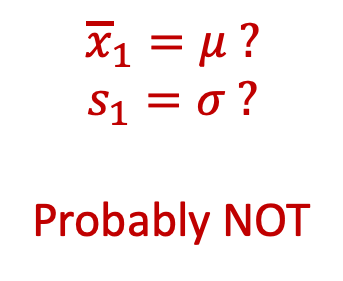 x̅₁ = μ ?
s₁ = σ ?
Probably NOT